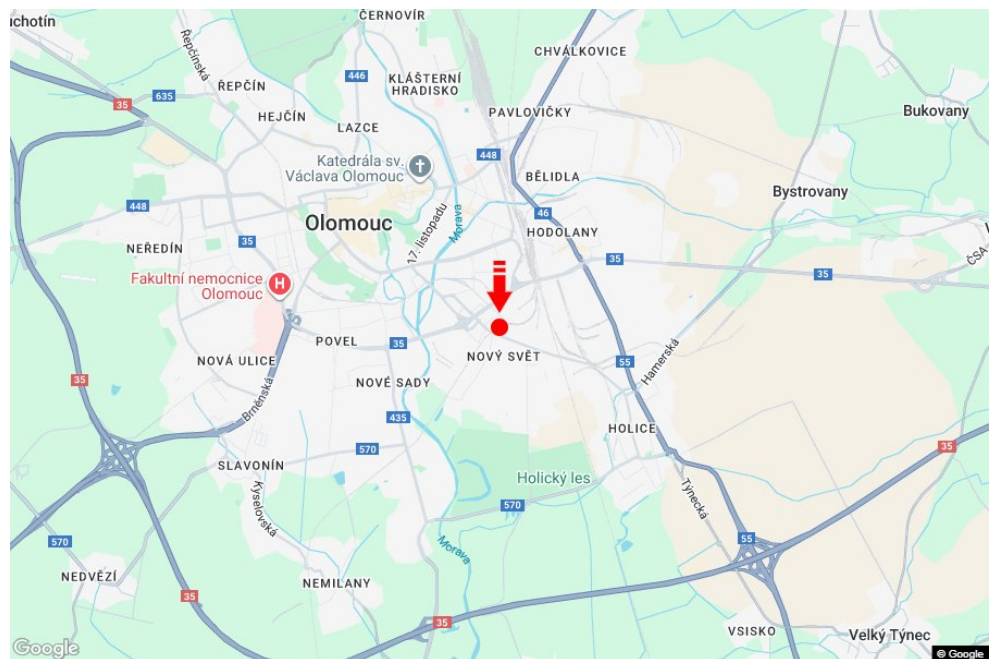 uchotín
ČERNOVÍR
Řepčínská
ŘEPČÍN
446
KLÁŠTERNÍ
HRADISKO
CHVÁLKOVICE
35
635
HEJČÍN
LAZCE
PAVLOVIČKY
Bukovany
Katedrála sv.
Václava Olomouc
448
BĚLIDLA
Bystrovany
448
Olomouc
17. listopadu
Morava
46
HODOLANY
NEŘEDÍN
35
35
35
ČSA
Fakultní nemocnice
Olomouc
H
POVEL
35
NOVÝ SVĚT
55
Hamerská
NOVÁ ULICE
35
Brněnská
NOVÉ SADY
435
HOLICE
35
SLAVONÍN
570
Holický les
Kyselovská
570
Týnecká
570
Morava
55
NEDVĚZÍ
NEMILANY
35
35
VSISKO
Velký Týnec
Google
© Google